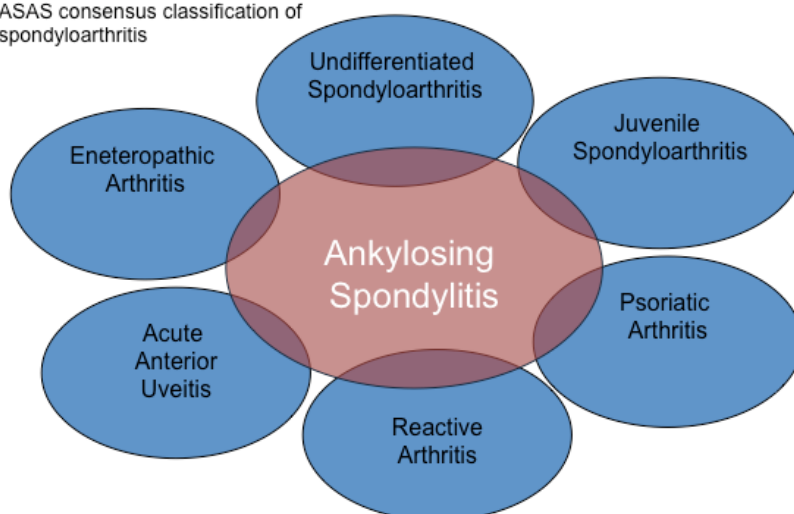 ASAS consensus classification of
spondyloarthritis
Undifferentiated
Spondyloarthritis
Juvenile
Spondyloarthritis
Eneteropathic
Arthritis
Ankylosing
Spondylitis
Psoriatic
Arthritis
Acute
Anterior
Uveitis
Reactive
Arthritis